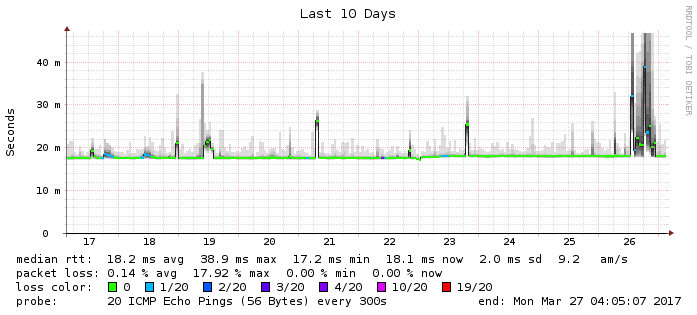 Last 10 Days
RRDTOOL / TOBI OETIKER
Seconds
40 m
30 m
20 m
10 m
0
17 18 19 20 21 22 23 24 25 26
median rtt: 18.2 ms avg 38.9 ms max 17.2 ms min 18.1 ms now 2.0 ms sd 9.2 am/s
packet loss: 0.14 % avg 17.92 % max 0.00 % min 0.00 % now
loss color: 0 1/20 2/20 3/20 4/20 10/20 19/20
probe: 20 ICMP Echo Pings (56 Bytes) every 300s end: Mon Mar 27 04:05:07 2017